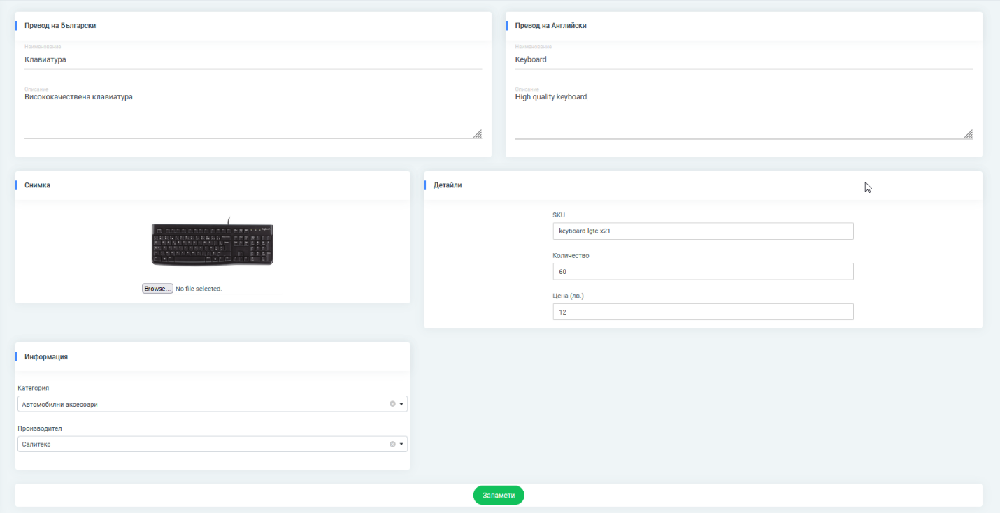 Превод на Български
Наименование
Клавиатура
Описание
Висококачествена клавиатура
Превод на Английски
Наименование
Keyboard
Описание
High quality keyboard
Снимка
Browse... No file selected.
Детайли
SKU
keyboard-lgtc-x21
Количество
60
Цена (лв.)
12
Информация
Категория
Автомобилни аксесоари
Производител
Салитекс
Запамети